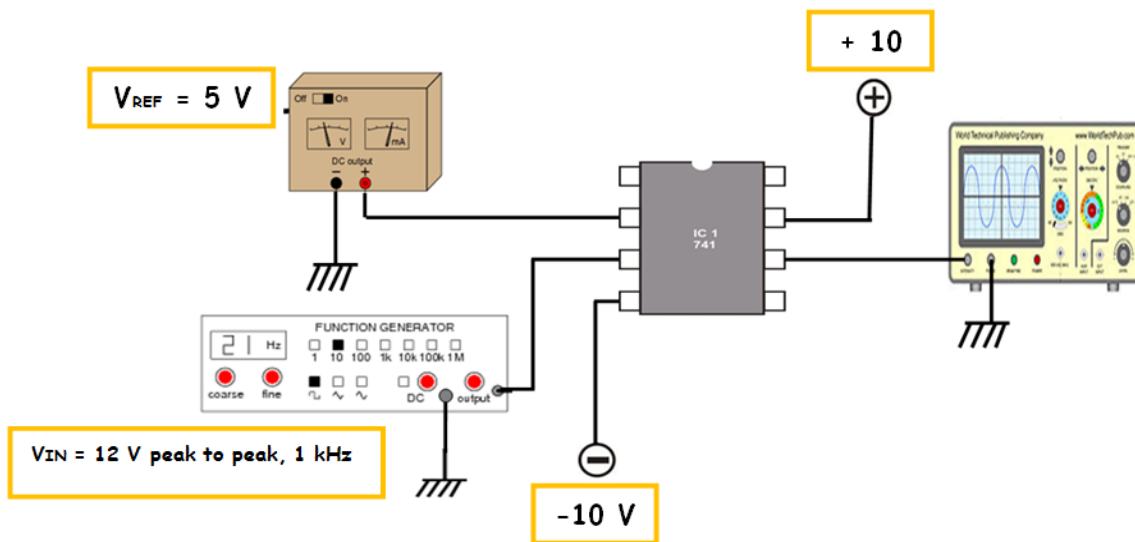 + 10
VREF = 5 V
Off On
V mA
DC output
− +
World Technical Publishing Company www.WorldTechPub.com
IC 1
741
FUNCTION GENERATOR
21 Hz
1 10 100 1k 10k 100k 1M
coarse fine DC output
VIN = 12 V peak to peak, 1 kHz
-10 V